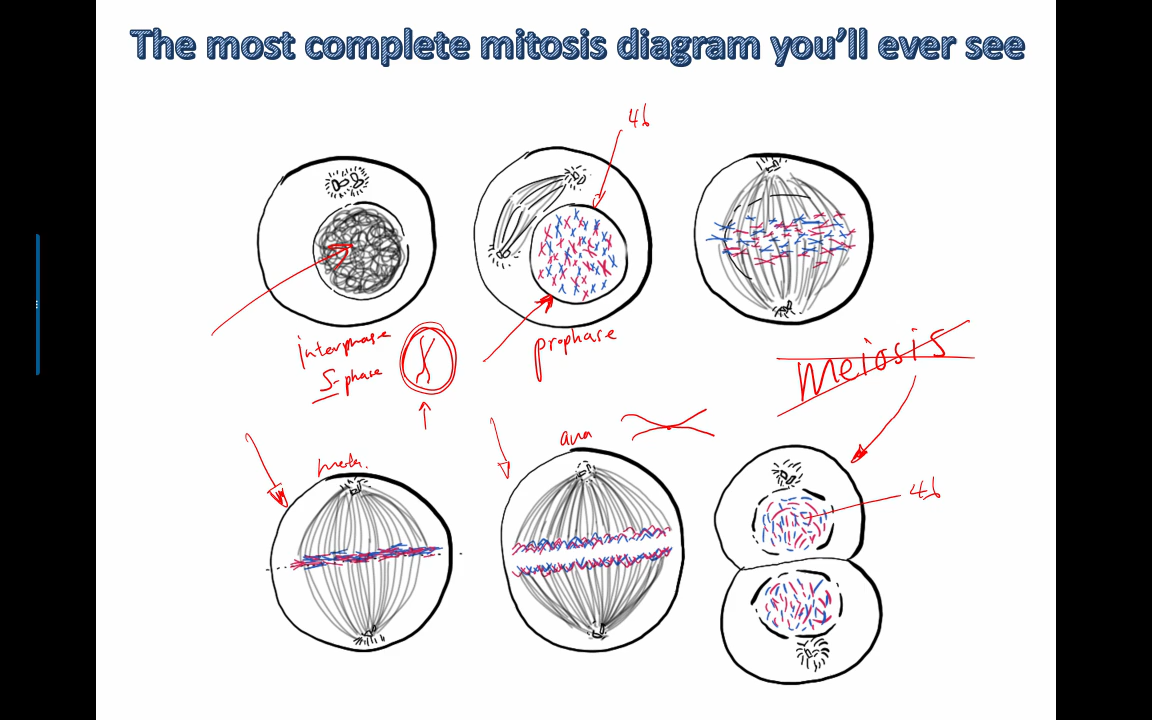 The most complete mitosis diagram you’ll ever see
46
interphase
S-phase
prophase
meiosis
meta.
ana
46